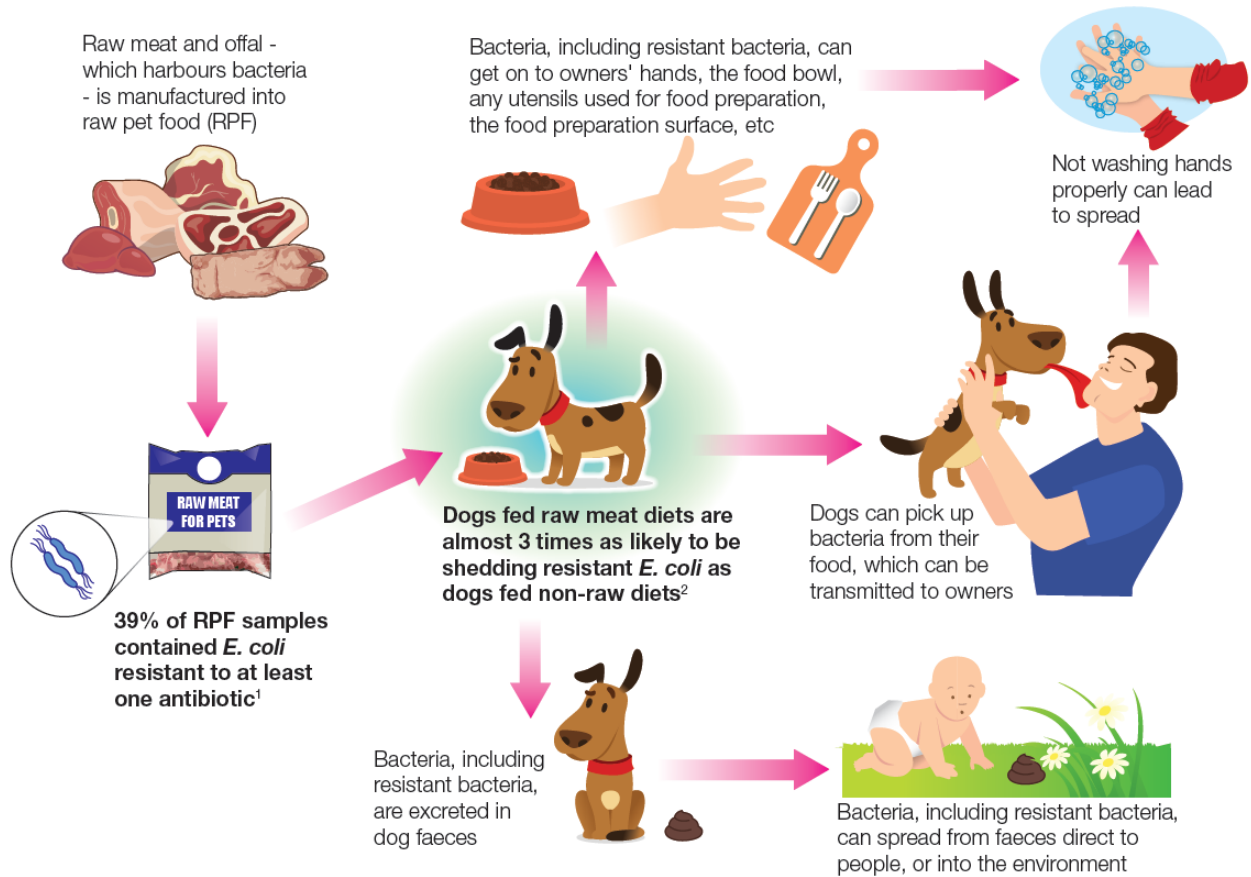 Raw meat and offal -
which harbours bacteria
- is manufactured into
raw pet food (RPF)
Bacteria, including resistant bacteria, can
get on to owners' hands, the food bowl,
any utensils used for food preparation,
the food preparation surface, etc
Not washing hands
properly can lead
to spread
RAW MEAT
FOR PETS
39% of RPF samples
contained E. coli
resistant to at least
one antibiotic¹
Dogs fed raw meat diets are
almost 3 times as likely to be
shedding resistant E. coli as
dogs fed non-raw diets²
Dogs can pick up
bacteria from their
food, which can be
transmitted to owners
Bacteria, including
resistant bacteria,
are excreted in
dog faeces
Bacteria, including resistant bacteria,
can spread from faeces direct to
people, or into the environment